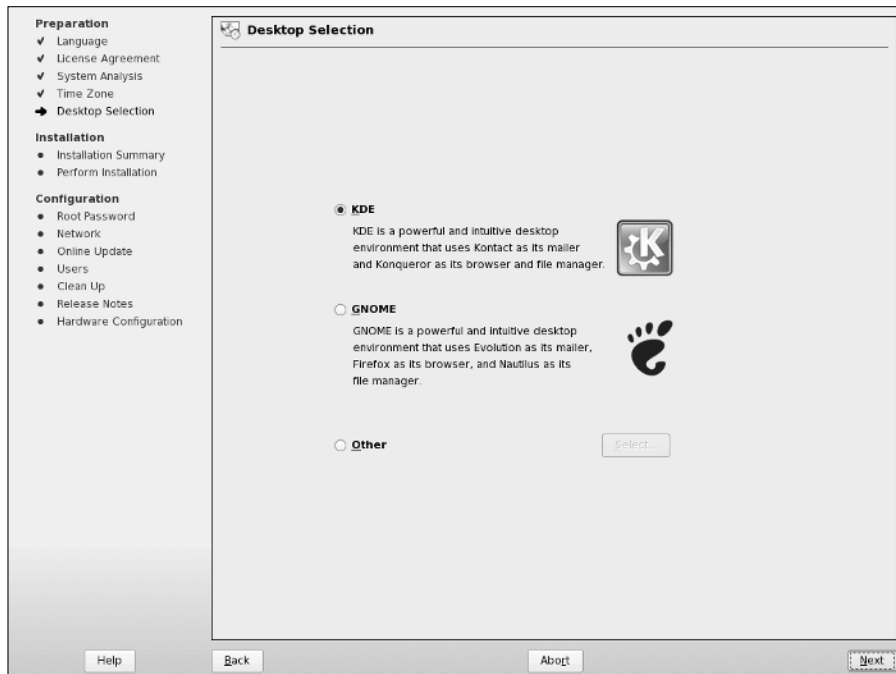 Preparation
Language
License Agreement
System Analysis
Time Zone
Desktop Selection
Installation
Installation Summary
Perform Installation
Configuration
Root Password
Network
Online Update
Users
Clean Up
Release Notes
Hardware Configuration
Desktop Selection
KDE
KDE is a powerful and intuitive desktop
environment that uses Kontact as its mailer
and Konqueror as its browser and file manager.
GNOME
GNOME is a powerful and intuitive desktop
environment that uses Evolution as its mailer,
Firefox as its browser, and Nautilus as its
file manager.
Other
Select...
Help
Back
Abort
Next